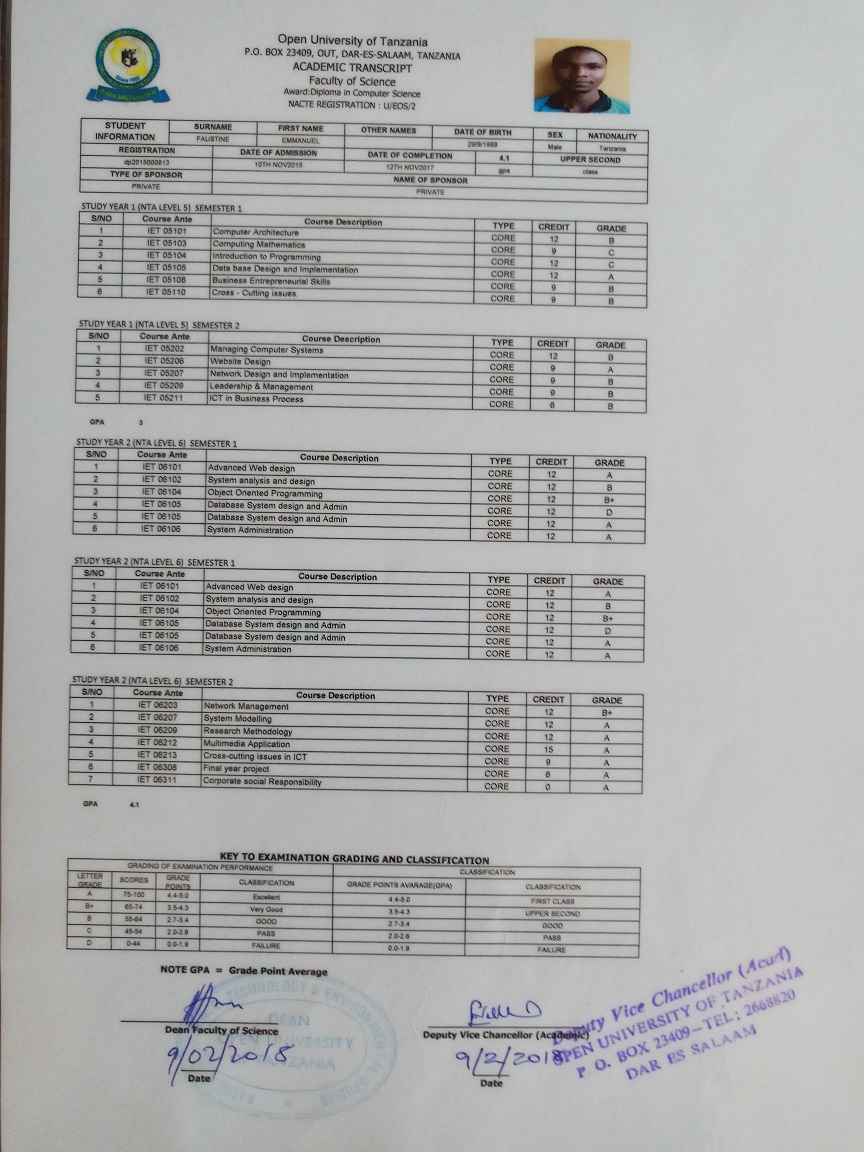 Open University of Tanzania
P.O. BOX 23409, OUT, DAR-ES-SALAAM, TANZANIA
ACADEMIC TRANSCRIPT
Faculty of Science
Award:Diploma in Computer Science
NACTE REGISTRATION : U/EOS/2
STUDENT INFORMATION SURNAME FIRST NAME OTHER NAMES DATE OF BIRTH SEX NATIONALITY
FAUSTINE EMMANUEL 29/9/1988 Male Tanzania
REGISTRATION DATE OF ADMISSION DATE OF COMPLETION 4.1 UPPER SECOND
dp2015000813 10TH NOV2015 12TH NOV2017 gpa class
TYPE OF SPONSOR NAME OF SPONSOR
PRIVATE PRIVATE
STUDY YEAR 1 (NTA LEVEL 5) SEMESTER 1
S/NO Course Ante Course Description TYPE CREDIT GRADE
1 IET 05101 Computer Architecture CORE 12 B
2 IET 05103 Computing Mathematics CORE 9 C
3 IET 05104 Introduction to Programming CORE 12 C
4 IET 05105 Data base Design and Implementation CORE 12 A
5 IET 05108 Business Entrepreneurial Skills CORE 9 B
6 IET 05110 Cross - Cutting issues CORE 9 B
STUDY YEAR 1 (NTA LEVEL 5) SEMESTER 2
S/NO Course Ante Course Description TYPE CREDIT GRADE
1 IET 05202 Managing Computer Systems CORE 12 B
2 IET 05206 Website Design CORE 9 A
3 IET 05207 Network Design and Implementation CORE 9 B
4 IET 05209 Leadership & Management CORE 9 B
5 IET 05211 ICT in Business Process CORE 6 B
GPA 3
STUDY YEAR 2 (NTA LEVEL 6) SEMESTER 1
S/NO Course Ante Course Description TYPE CREDIT GRADE
1 IET 06101 Advanced Web design CORE 12 A
2 IET 06102 System analysis and design CORE 12 B
3 IET 06104 Object Oriented Programming CORE 12 B+
4 IET 06105 Database System design and Admin CORE 12 D
5 IET 06105 Database System design and Admin CORE 12 A
6 IET 06106 System Administration CORE 12 A
STUDY YEAR 2 (NTA LEVEL 6) SEMESTER 1
S/NO Course Ante Course Description TYPE CREDIT GRADE
1 IET 06101 Advanced Web design CORE 12 A
2 IET 06102 System analysis and design CORE 12 B
3 IET 06104 Object Oriented Programming CORE 12 B+
4 IET 06105 Database System design and Admin CORE 12 D
5 IET 06105 Database System design and Admin CORE 12 A
6 IET 06106 System Administration CORE 12 A
STUDY YEAR 2 (NTA LEVEL 6) SEMESTER 2
S/NO Course Ante Course Description TYPE CREDIT GRADE
1 IET 06203 Network Management CORE 12 B+
2 IET 06207 System Modelling CORE 12 A
3 IET 06209 Research Methodology CORE 12 A
4 IET 06212 Multimedia Application CORE 15 A
5 IET 06213 Cross-cutting issues in ICT CORE 9 A
6 IET 06308 Final year project CORE 6 A
7 IET 06311 Corporate social Responsibility CORE 0 A
GPA 4.1
KEY TO EXAMINATION GRADING AND CLASSIFICATION
GRADING OF EXAMINATION PERFORMANCE CLASSIFICATION
LETTER GRADE SCORES GRADE POINTS CLASSIFICATION GRADE POINTS AVARAGE(GPA) CLASSIFICATION
A 75-100 4.4-5.0 Excellent 4.4-5.0 FIRST CLASS
B+ 65-74 3.5-4.3 Very Good 3.5-4.3 UPPER SECOND
B 55-64 2.7-3.4 GOOD 2.7-3.4 GOOD
C 45-54 2.0-2.6 PASS 2.0-2.6 PASS
D 0-44 0.0-1.9 FAILURE 0.0-1.9 FAILURE
NOTE GPA = Grade Point Average
Dean Faculty of Science
9/02/2018
Date
Deputy Vice Chancellor (Academic)
9/2/2018
Date
TECHNOLOGY & ENVIRONMENTAL
DEAN
OPEN UNIVERSITY
TANZANIA
Deputy Vice Chancellor (Acad)
OPEN UNIVERSITY OF TANZANIA
P. O. BOX 23409-TEL: 2668820
DAR ES SALAAM